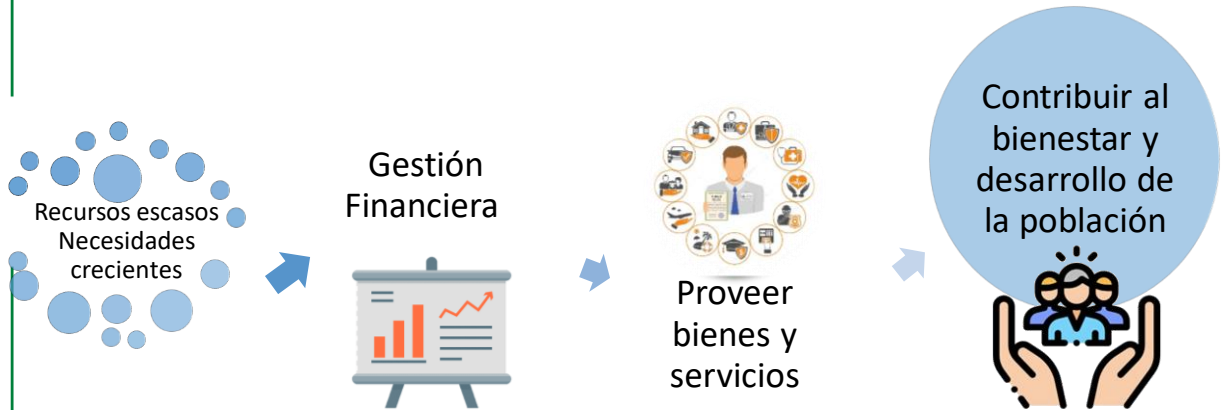 Recursos escasos
Necesidades
crecientes
Gestión
Financiera
Proveer
bienes y
servicios
Contribuir al
bienestar y
desarrollo de
la población